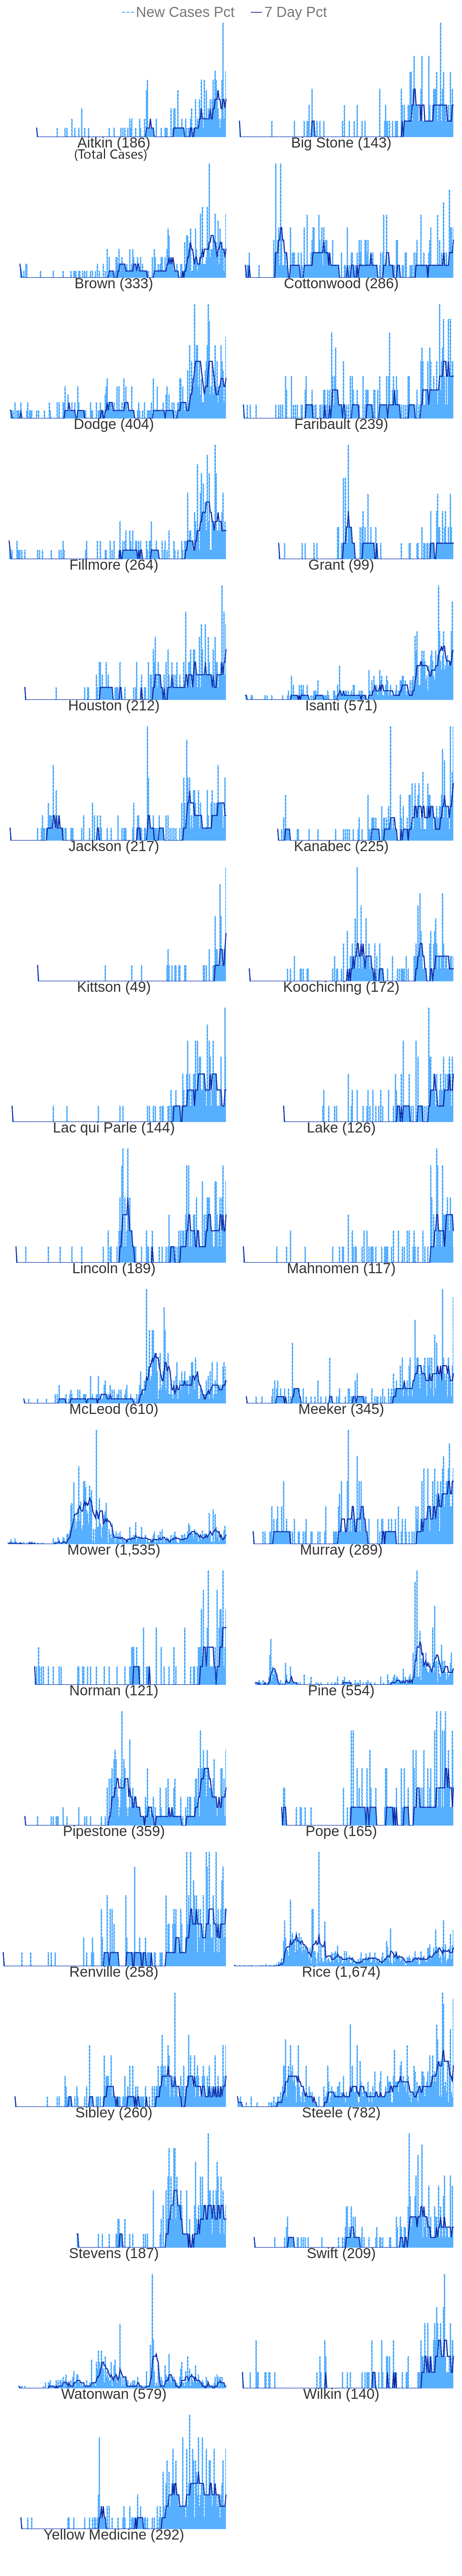 New Cases Pct 7 Day Pct
Aitkin (186) Big Stone (143)
(Total Cases)
Brown (333) Cottonwood (286)
Dodge (404) Faribault (239)
Fillmore (264) Grant (99)
Houston (212) Isanti (571)
Jackson (217) Kanabec (225)
Kittson (49) Koochiching (172)
Lac qui Parle (144) Lake (126)
Lincoln (189) Mahnomen (117)
McLeod (610) Meeker (345)
Mower (1,535) Murray (289)
Norman (121) Pine (554)
Pipestone (359) Pope (165)
Renville (258) Rice (1,674)
Sibley (260) Steele (782)
Stevens (187) Swift (209)
Watonwan (579) Wilkin (140)
Yellow Medicine (292)